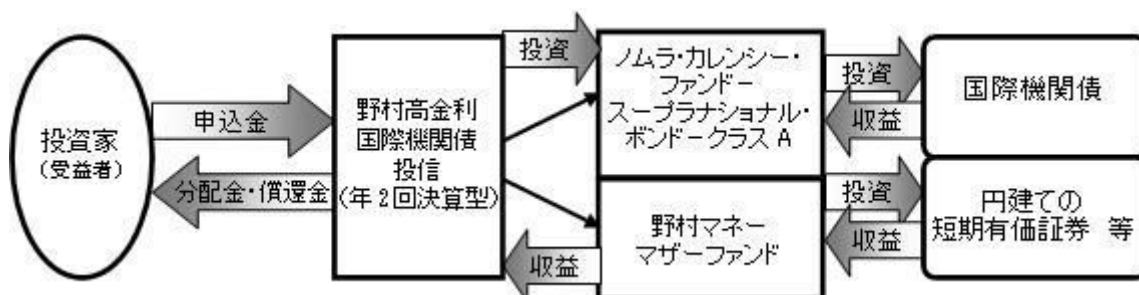 投資家
(受益者)
申込金
分配金・償還金
野村高金利
国際機関債
投信
(年2回決算型)
投資
収益
ノムラ・カレンシー・
ファンドー
スープラナショナル・
ボンドークラス A
野村マネー
マザーファンド
投資
収益
投資
収益
国際機関債
円建ての
短期有価証券 等